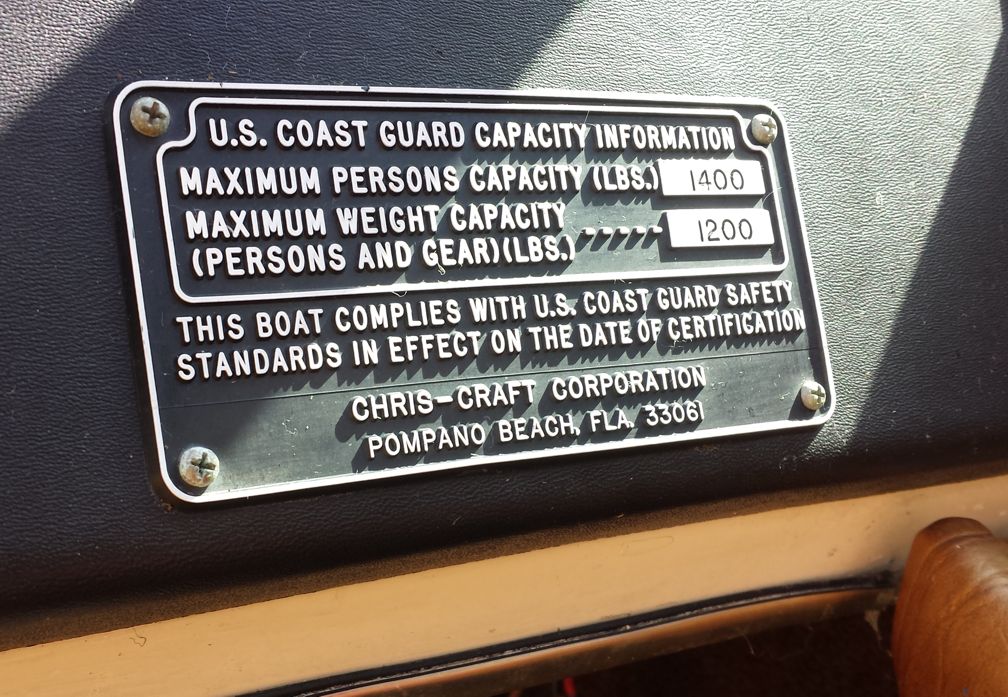 U.S. COAST GUARD CAPACITY INFORMATION
MAXIMUM PERSONS CAPACITY (LBS.) 1400
MAXIMUM WEIGHT CAPACITY
(PERSONS AND GEAR)(LBS.) ------ 1200
THIS BOAT COMPLIES WITH U.S. COAST GUARD SAFETY
STANDARDS IN EFFECT ON THE DATE OF CERTIFICATION
CHRIS-CRAFT CORPORATION
POMPANO BEACH, FLA. 33061